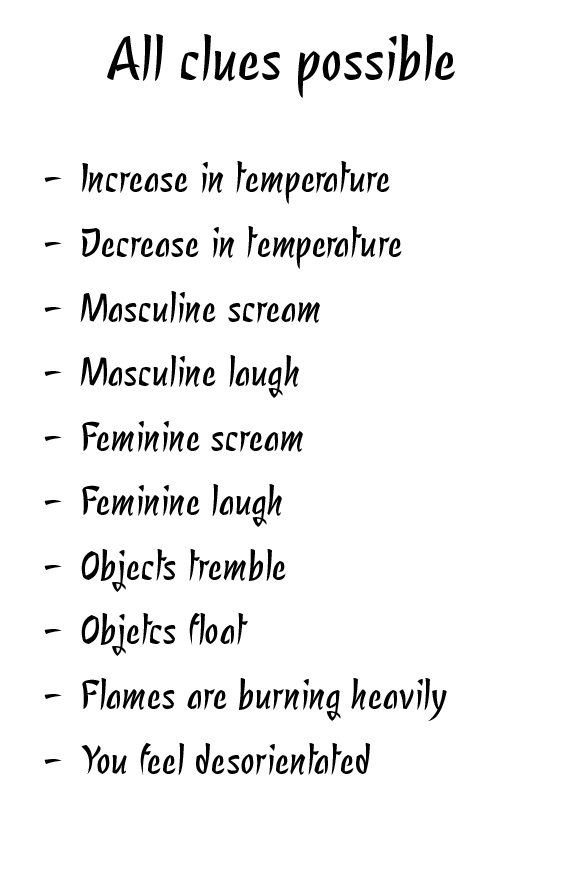 All clues possible
- Increase in temperature
- Decrease in temperature
- Masculine scream
- Masculine laugh
- Feminine scream
- Feminine laugh
- Objects tremble
- Objetcs float
- Flames are burning heavily
- You feel desorientated